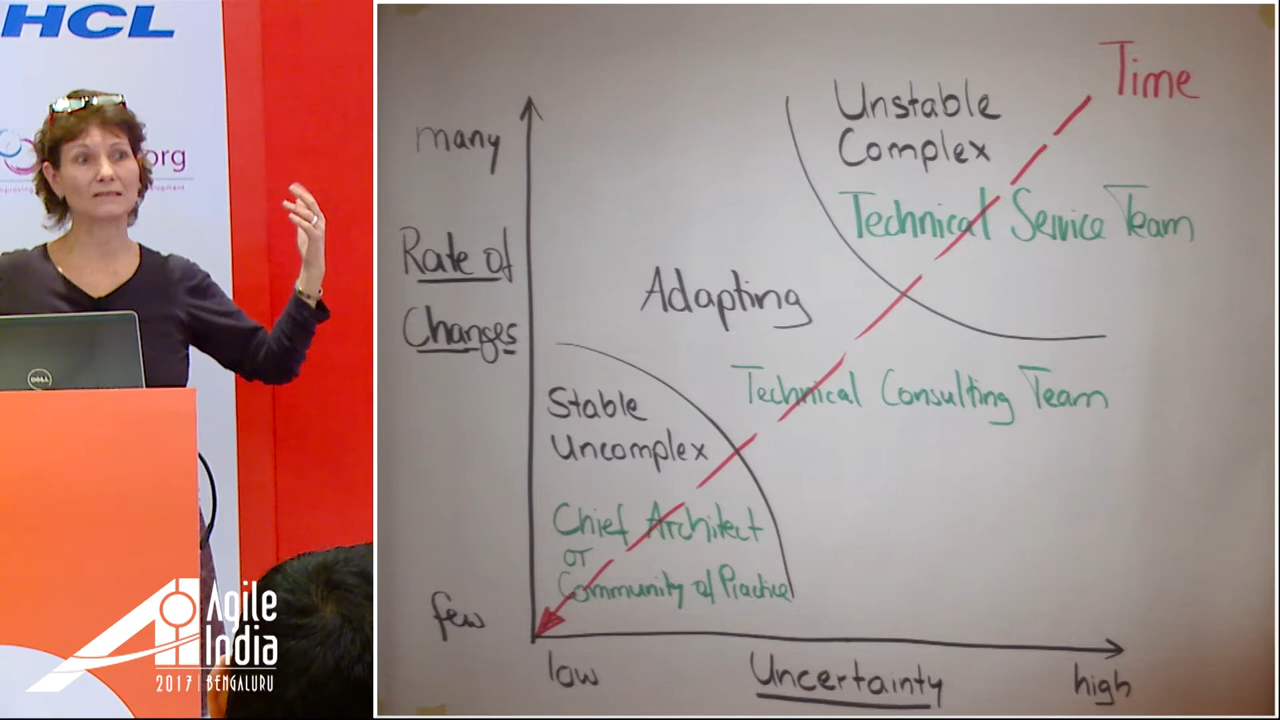 HCL
org
DELL
Agile
India
2017 | BENGALURU
Time
many
Unstable
Complex
Technical Service Team
Rate of
Changes
Adapting
Technical Consulting Team
Stable
Uncomplex
Chief Architect
or
Community of Practice
few
low
Uncertainty
high